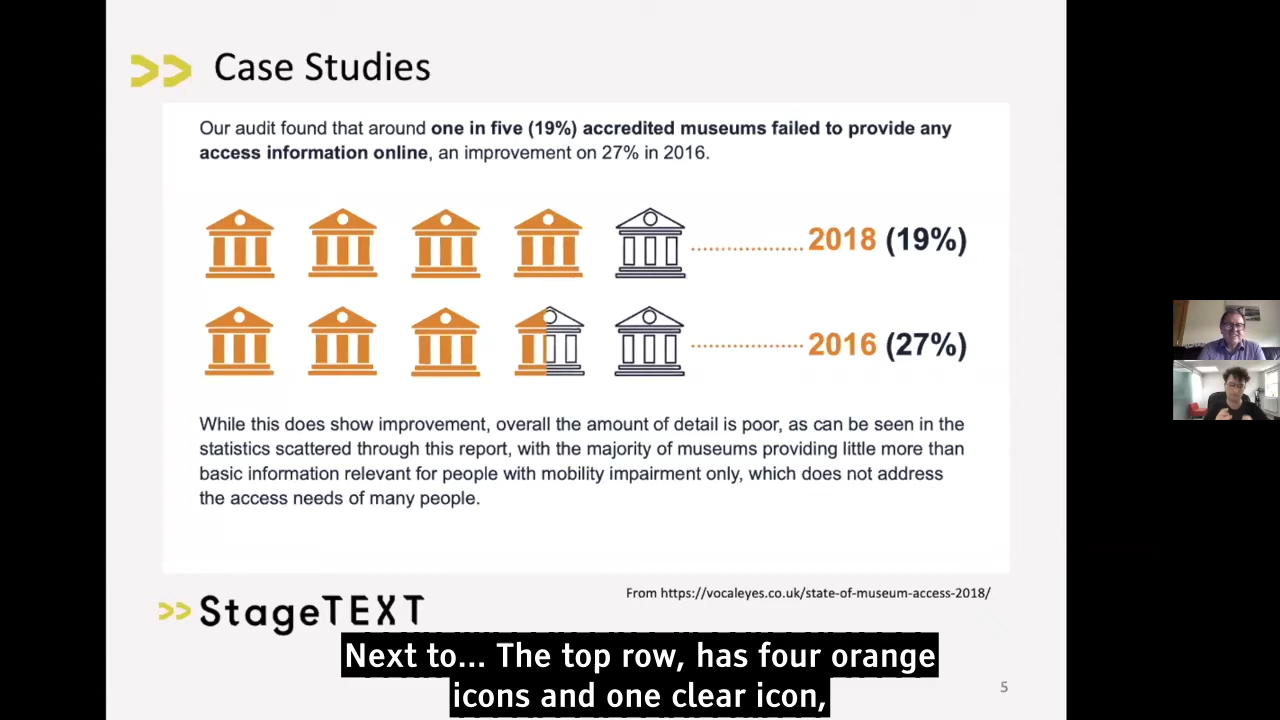 Case Studies
Our audit found that around one in five (19%) accredited museums failed to provide any
access information online, an improvement on 27% in 2016.
2018 (19%)
2016 (27%)
While this does show improvement, overall the amount of detail is poor, as can be seen in the
statistics scattered through this report, with the majority of museums providing little more than
basic information relevant for people with mobility impairment only, which does not address
the access needs of many people.
From https://vocaleyes.co.uk/state-of-museum-access-2018/
StageTEXT
Next to... The top row, has four orange
icons and one clear icon,
5